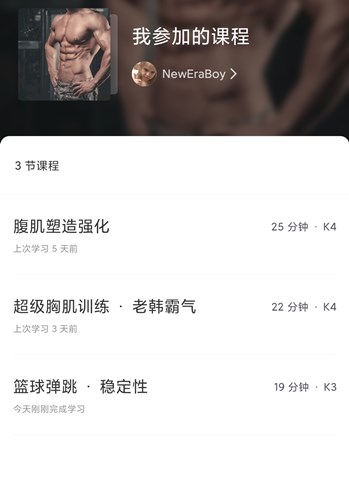 我参加的课程
NewEraBoy
3 节课程
腹肌塑造强化
25 分钟 · K4
上次学习 5 天前
超级胸肌训练 · 老韩霸气
22 分钟 · K4
上次学习 3 天前
篮球弹跳 · 稳定性
19 分钟 · K3
今天刚刚完成学习